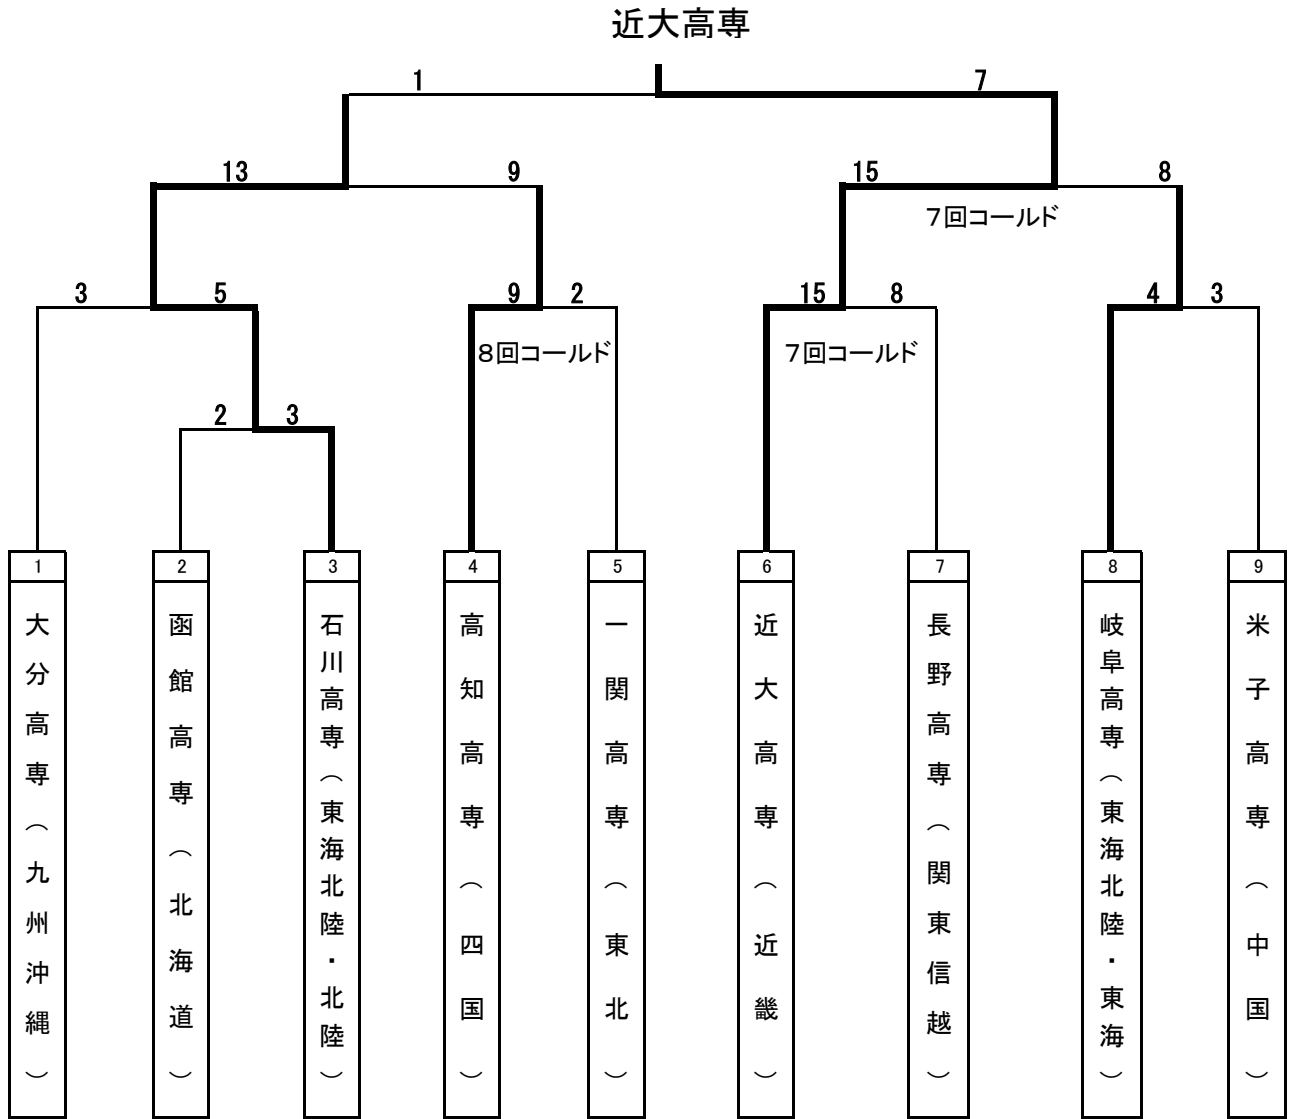 近大高専
1
7
13
9
15
8
7回コールド
3
5
9
2
15
8
4
3
8回コールド
7回コールド
2
3
1
2
3
4
5
6
7
8
9
大分高専（九州沖縄）
函館高専（北海道）
石川高専（東海北陸・北陸）
高知高専（四国）
一関高専（東北）
近大高専（近畿）
長野高専（関東信越）
岐阜高専（東海北陸・東海）
米子高専（中国）